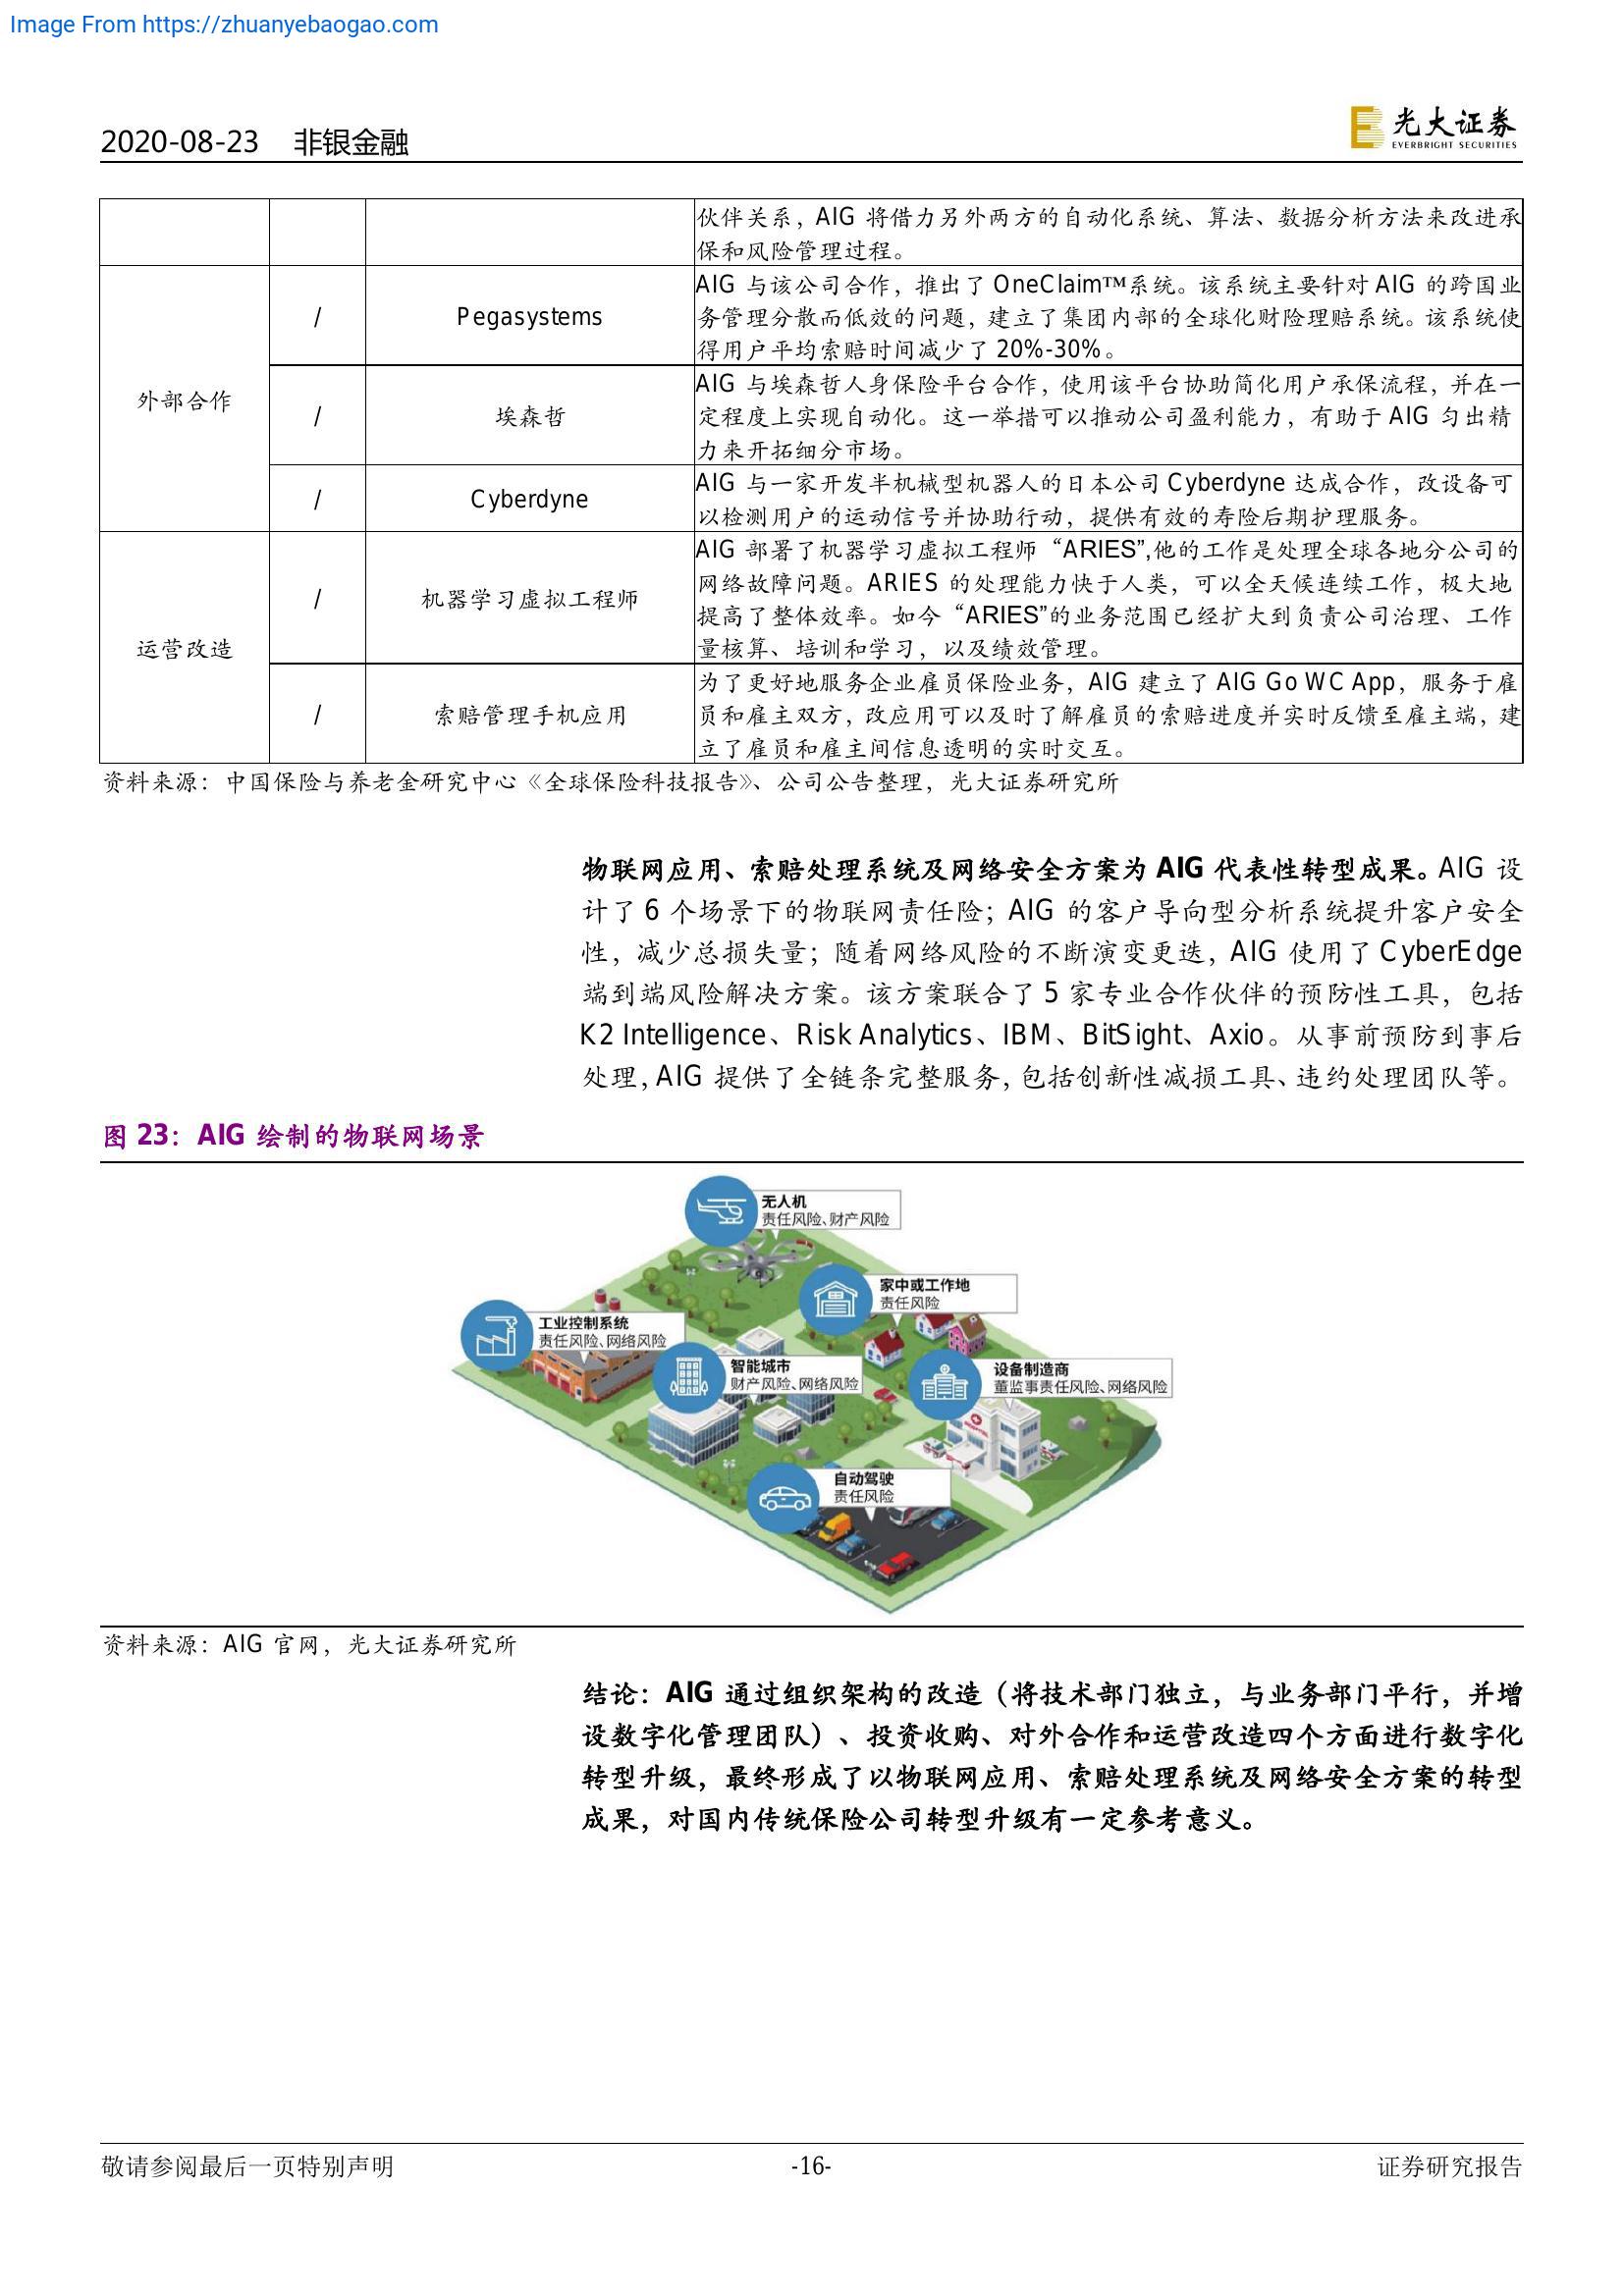 Image From https://zhuanyebaogao.com
2020-08-23 非银金融
光大证券
EVERBRIGHT SECURITIES
伙伴关系，AIG 将借力另外两方的自动化系统、算法、数据分析方法来改进承
保和风险管理过程。
外部合作
/
Pegasystems
AIG 与该公司合作，推出了 OneClaim™系统。该系统主要针对 AIG 的跨国业
务管理分散而低效的问题，建立了集团内部的全球化财险理赔系统。该系统使
得用户平均索赔时间减少了 20%-30%。
/
埃森哲
AIG 与埃森哲人身保险平台合作，使用该平台协助简化用户承保流程，并在一
定程度上实现自动化。这一举措可以推动公司盈利能力，有助于 AIG 匀出精
力来开拓细分市场。
/
Cyberdyne
AIG 与一家开发半机械型机器人的日本公司 Cyberdyne 达成合作，改设备可
以检测用户的运动信号并协助行动，提供有效的寿险后期护理服务。
运营改造
/
机器学习虚拟工程师
AIG 部署了机器学习虚拟工程师“ARIES”,他的工作是处理全球各地分公司的
网络故障问题。ARIES 的处理能力快于人类，可以全天候连续工作，极大地
提高了整体效率。如今“ARIES”的业务范围已经扩大到负责公司治理、工作
量核算、培训和学习，以及绩效管理。
/
索赔管理手机应用
为了更好地服务企业雇员保险业务，AIG 建立了 AIG Go WC App，服务于雇
员和雇主双方，改应用可以及时了解雇员的索赔进度并实时反馈至雇主端，建
立了雇员和雇主间信息透明的实时交互。
资料来源：中国保险与养老金研究中心《全球保险科技报告》、公司公告整理，光大证券研究所
物联网应用、索赔处理系统及网络安全方案为 AIG 代表性转型成果。AIG 设
计了 6 个场景下的物联网责任险；AIG 的客户导向型分析系统提升客户安全
性，减少总损失量；随着网络风险的不断演变更迭，AIG 使用了 CyberEdge
端到端风险解决方案。该方案联合了 5 家专业合作伙伴的预防性工具，包括
K2 Intelligence、Risk Analytics、IBM、BitSight、Axio。从事前预防到事后
处理，AIG 提供了全链条完整服务，包括创新性减损工具、违约处理团队等。
图 23：AIG 绘制的物联网场景
无人机
责任风险、财产风险
家中或工作地
责任风险
工业控制系统
责任风险、网络风险
智能城市
财产风险、网络风险
设备制造商
董监事责任风险、网络风险
自动驾驶
责任风险
资料来源：AIG 官网，光大证券研究所
结论：AIG 通过组织架构的改造（将技术部门独立，与业务部门平行，并增
设数字化管理团队）、投资收购、对外合作和运营改造四个方面进行数字化
转型升级，最终形成了以物联网应用、索赔处理系统及网络安全方案的转型
成果，对国内传统保险公司转型升级有一定参考意义。
敬请参阅最后一页特别声明
-16-
证券研究报告